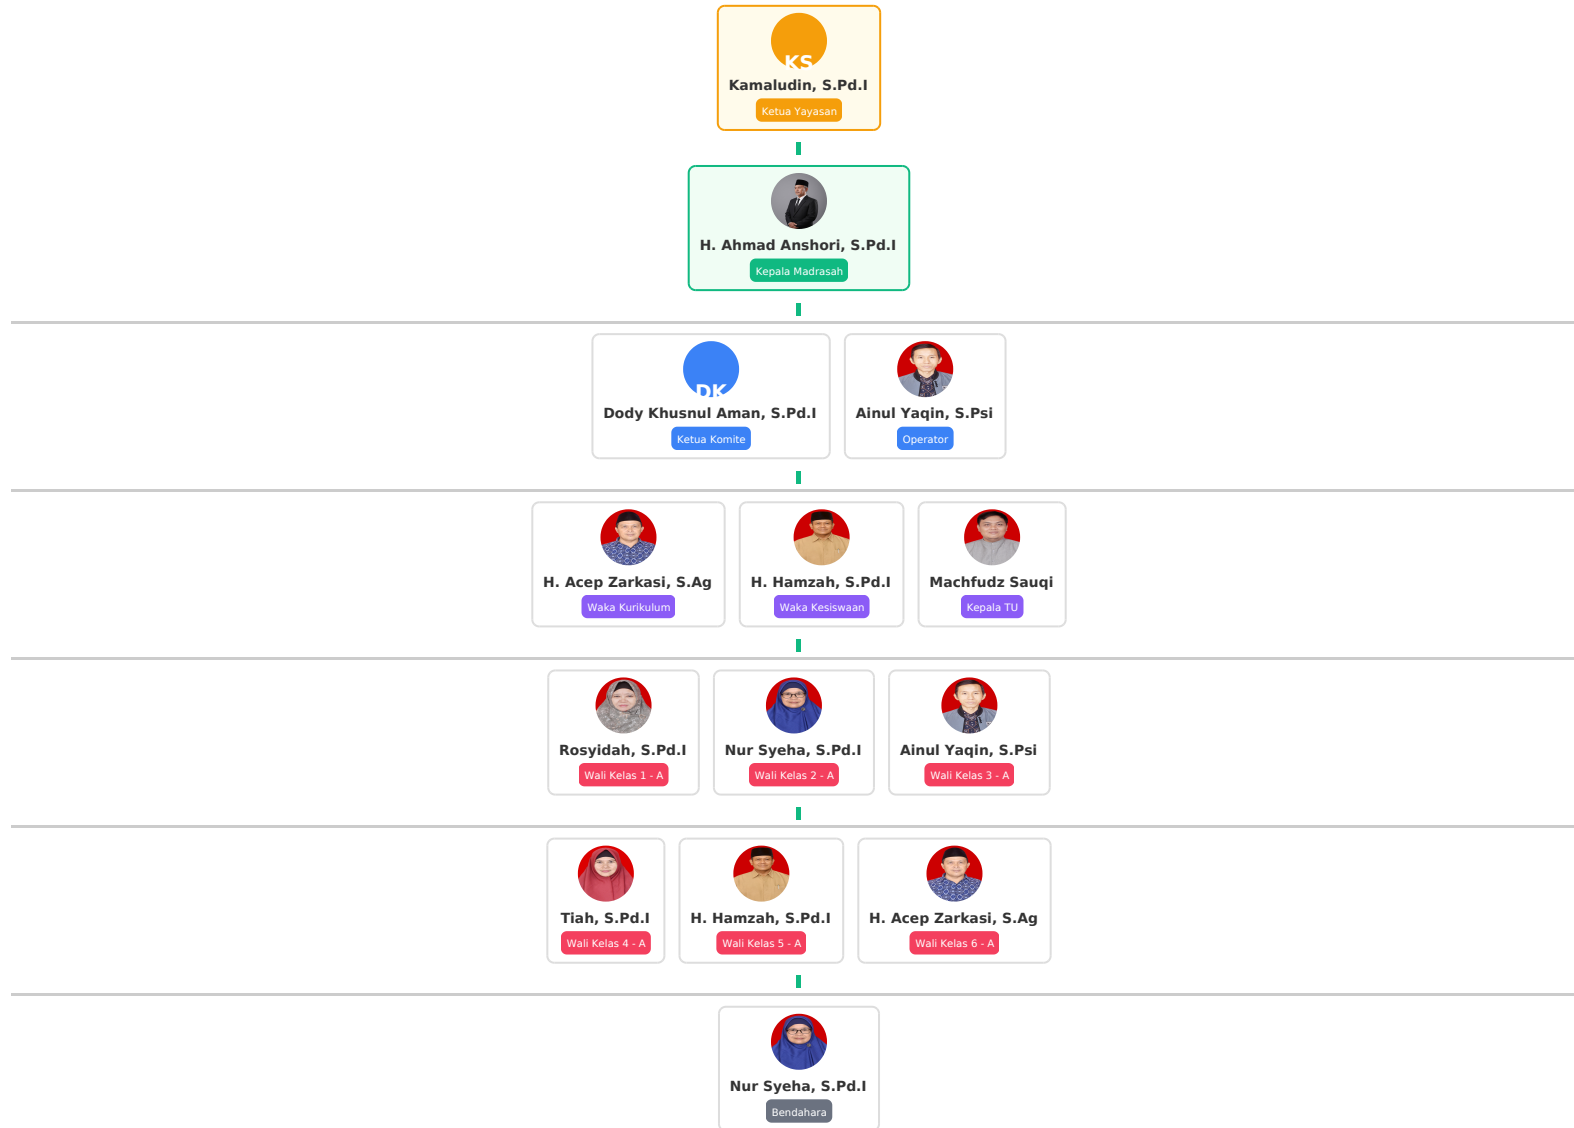 KS
Kamaludin, S.Pd.I
Ketua Yayasan
H. Ahmad Anshori, S.Pd.I
Kepala Madrasah
DK
Dody Khusnul Aman, S.Pd.I
Ketua Komite
Ainul Yaqin, S.Psi
Operator
H. Acep Zarkasi, S.Ag
Waka Kurikulum
H. Hamzah, S.Pd.I
Waka Kesiswaan
Machfudz Sauqi
Kepala TU
Rosyidah, S.Pd.I
Wali Kelas 1 - A
Nur Syeha, S.Pd.I
Wali Kelas 2 - A
Ainul Yaqin, S.Psi
Wali Kelas 3 - A
Tiah, S.Pd.I
Wali Kelas 4 - A
H. Hamzah, S.Pd.I
Wali Kelas 5 - A
H. Acep Zarkasi, S.Ag
Wali Kelas 6 - A
Nur Syeha, S.Pd.I
Bendahara